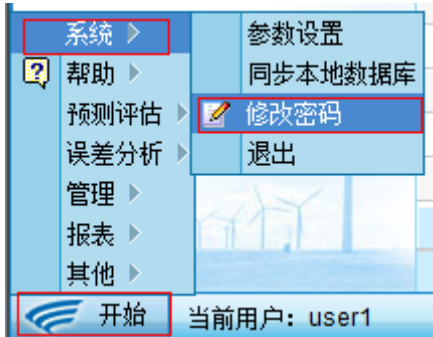 系统
帮助
预测评估
误差分析
管理
报表
其他
参数设置
同步本地数据库
修改密码
退出
开始
当前用户：user1